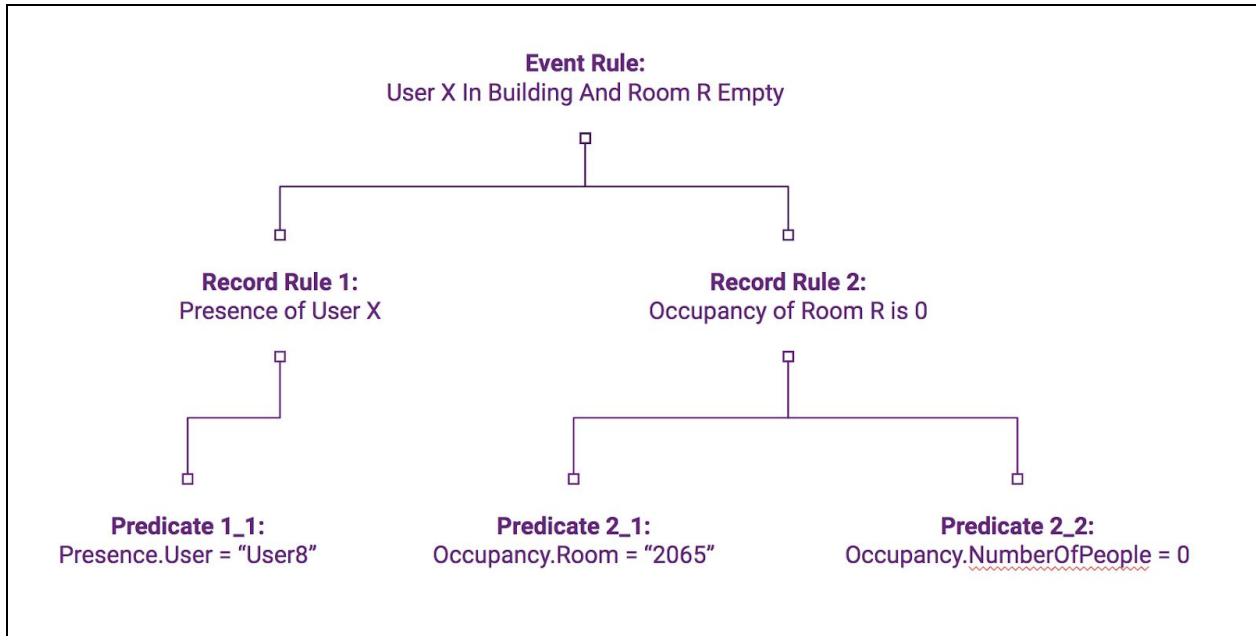 Event Rule:
User X In Building And Room R Empty
Record Rule 1:
Presence of User X
Record Rule 2:
Occupancy of Room R is 0
Predicate 1_1:
Presence.User = “User8”
Predicate 2_1:
Occupancy.Room = “2065”
Predicate 2_2:
Occupancy.NumberOfPeople = 0